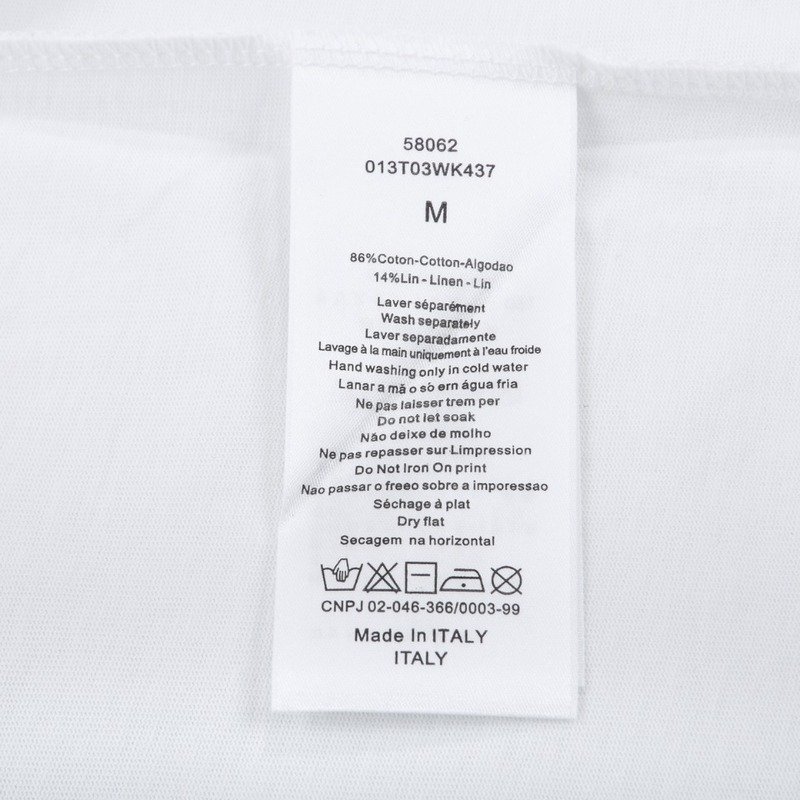 58062
013T03WK437
M
86%Coton-Cotton-Algodao
14%Lin - Linen - Lin
Laver séparément
Wash separately
Laver separadamente
Lavage à la main uniquement à l'eau froide
Hand washing only in cold water
Lanar a mã o só ern água fria
Ne pas laisser trem per
Do not let soak
Não deixe de molho
Ne pas repasser sur Limpression
Do Not Iron On print
Nao passar o freeo sobre a imporessao
Séchage à plat
Dry flat
Secagem na horizontal
CNPJ 02-046-366/0003-99
Made In ITALY
ITALY